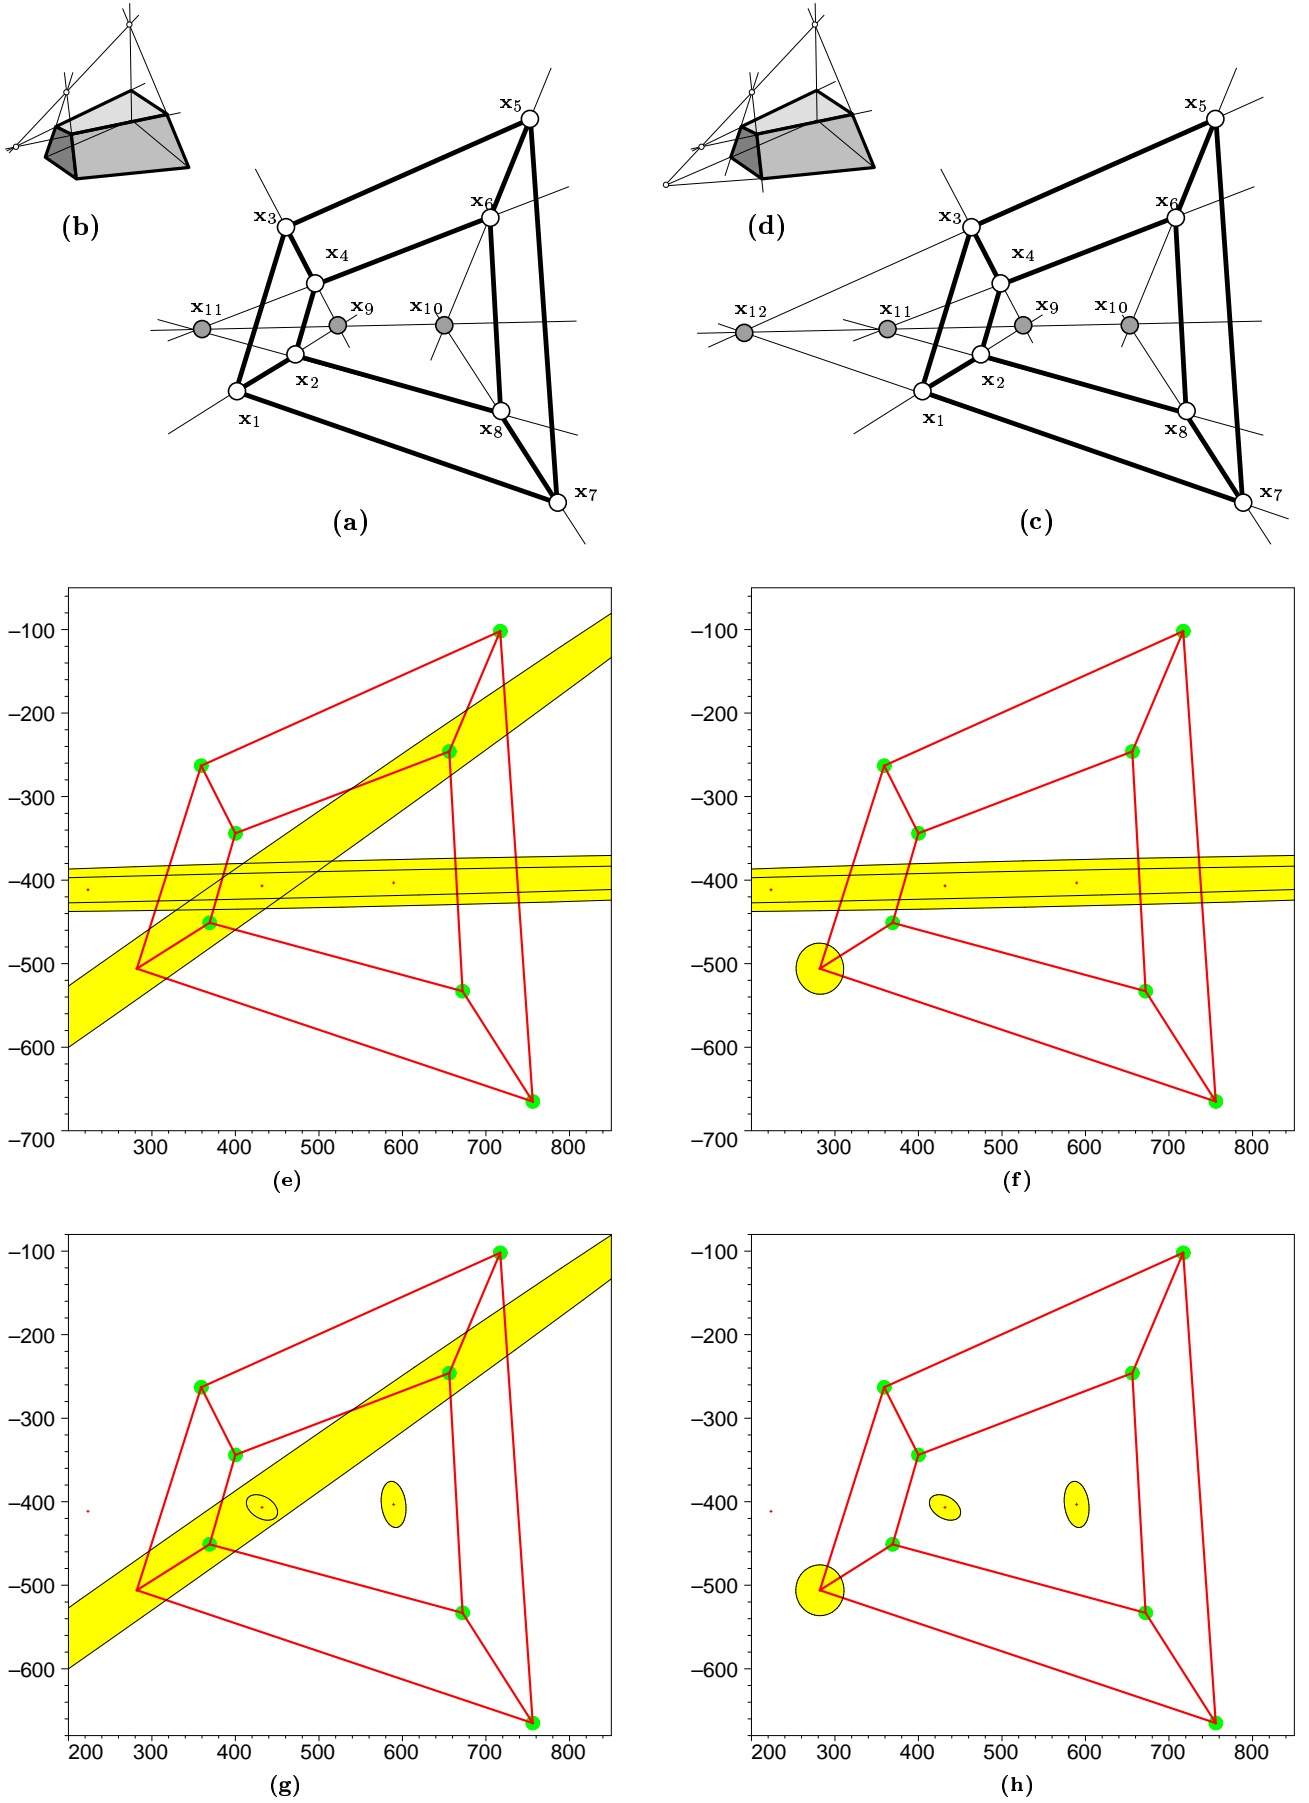 x5
x3
x6
(b)
x4
x11
x9
x10
x2
x1
x8
x7
(a)
x5
x3
x6
(d)
x4
x12
x11
x9
x10
x2
x1
x8
x7
(c)
–100
–200
–300
–400
–500
–600
–700
300 400 500 600 700 800
(e)
–100
–200
–300
–400
–500
–600
–700
300 400 500 600 700 800
(f)
–100
–200
–300
–400
–500
–600
200 300 400 500 600 700 800
(g)
–100
–200
–300
–400
–500
–600
200 300 400 500 600 700 800
(h)